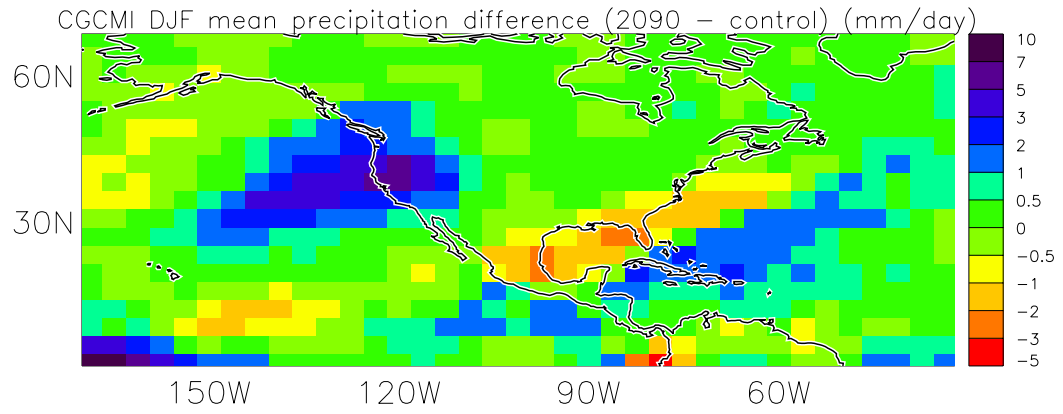 CGCMI DJF mean precipitation difference (2090 − control) (mm/day)
60N
30N
150W
120W
90W
60W
10
7
5
3
2
1
0.5
0
−0.5
−1
−2
−3
−5